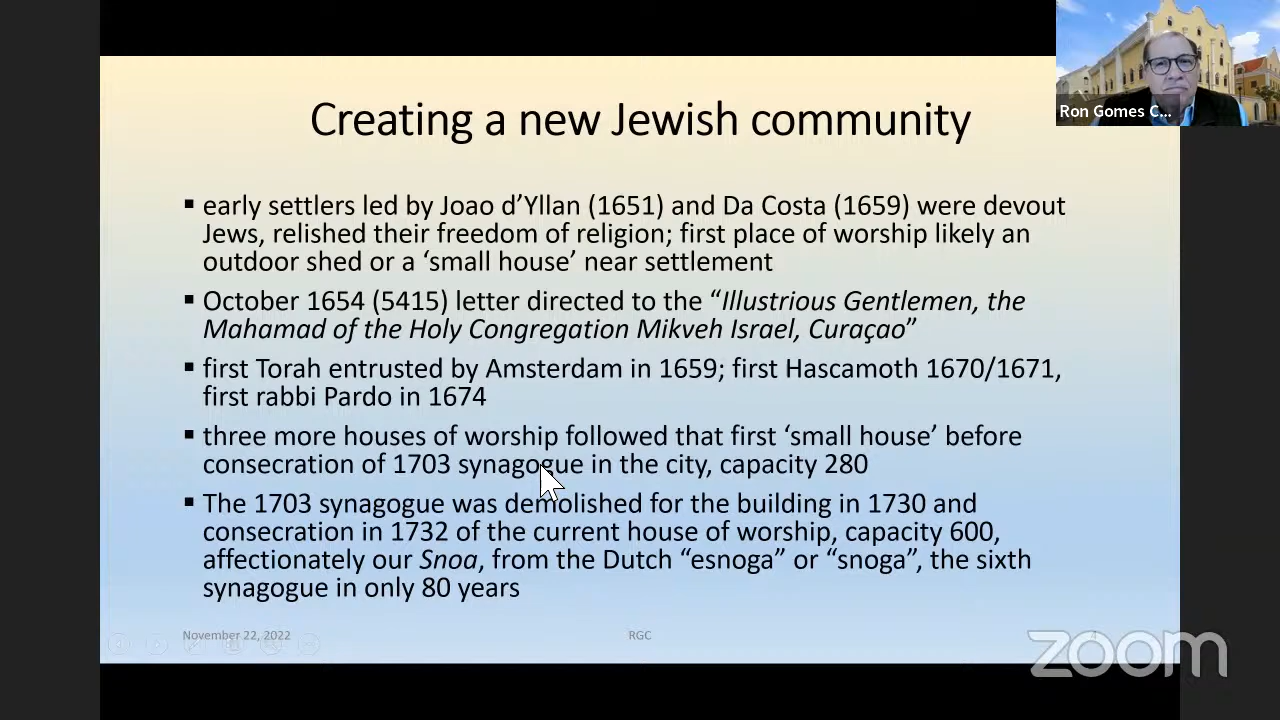 Ron Gomes C...
Creating a new Jewish community
▪ early settlers led by Joao d’Yllan (1651) and Da Costa (1659) were devout
Jews, relished their freedom of religion; first place of worship likely an
outdoor shed or a ‘small house’ near settlement
▪ October 1654 (5415) letter directed to the “Illustrious Gentlemen, the
Mahamad of the Holy Congregation Mikveh Israel, Curaçao”
▪ first Torah entrusted by Amsterdam in 1659; first Hascamoth 1670/1671,
first rabbi Pardo in 1674
▪ three more houses of worship followed that first ‘small house’ before
consecration of 1703 synagogue in the city, capacity 280
▪ The 1703 synagogue was demolished for the building in 1730 and
consecration in 1732 of the current house of worship, capacity 600,
affectionately our Snoa, from the Dutch “esnoga” or “snoga”, the sixth
synagogue in only 80 years
November 22, 2022
RGC
4
zoom